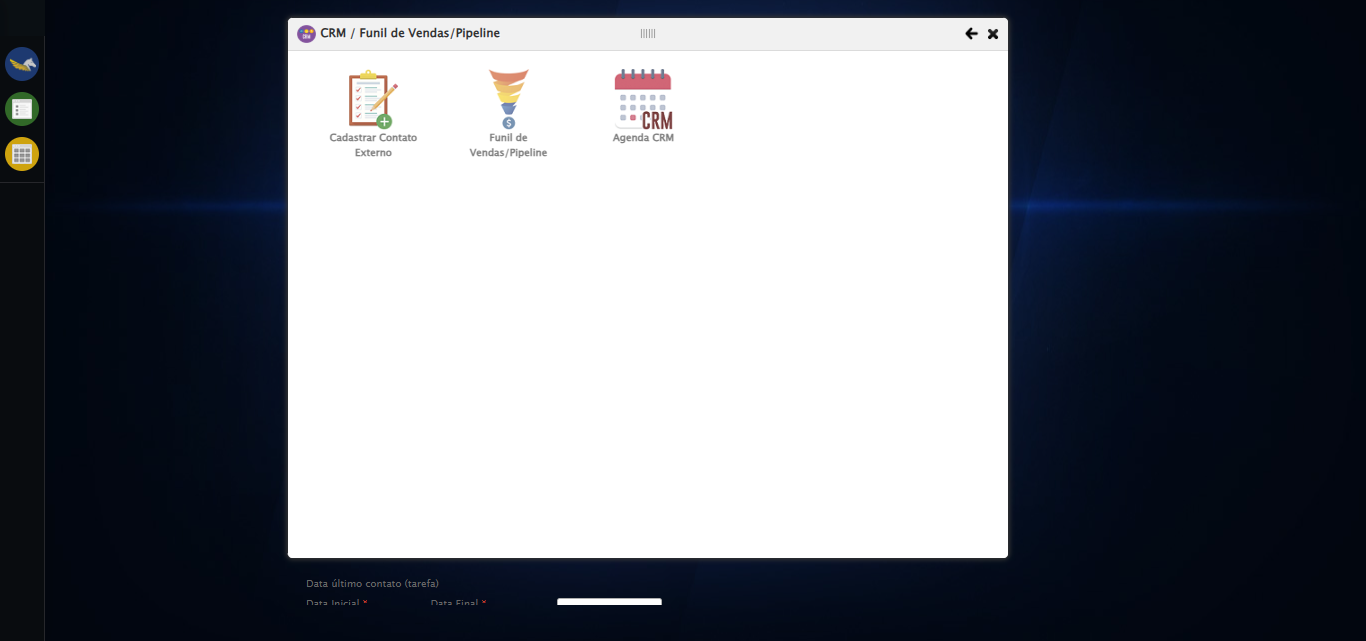 CRM / Funil de Vendas/Pipeline
Cadastrar Contato
Externo
$
Funil de
Vendas/Pipeline
CRM
Agenda CRM
Data último contato (tarefa)
Data Inicial *
Data Final *